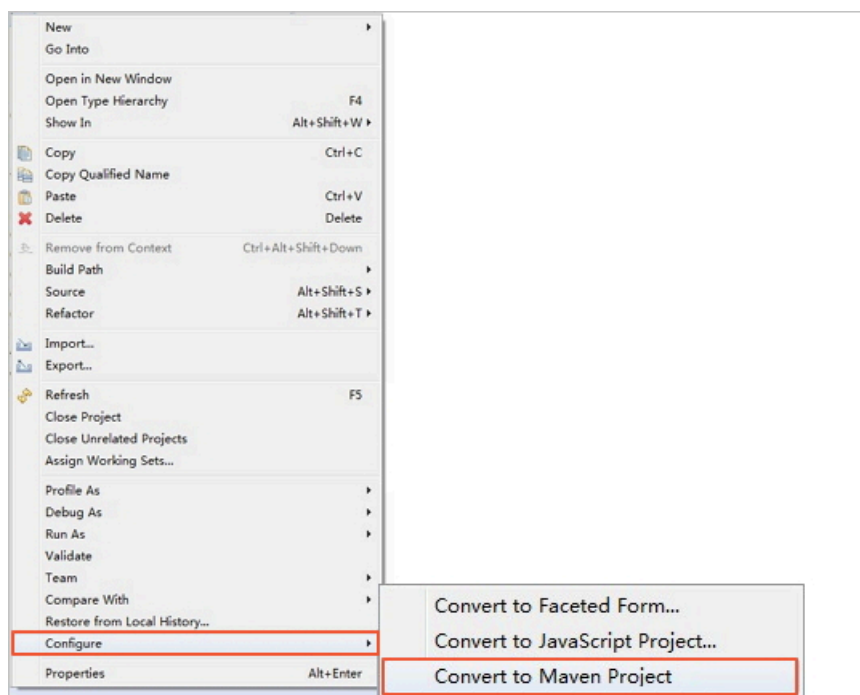 New
Go Into
Open in New Window
Open Type Hierarchy F4
Show In Alt+Shift+W
Copy Ctrl+C
Copy Qualified Name
Paste Ctrl+V
Delete Delete
Remove from Context Ctrl+Alt+Shift+Down
Build Path
Source Alt+Shift+S
Refactor Alt+Shift+T
Import...
Export...
Refresh F5
Close Project
Close Unrelated Projects
Assign Working Sets...
Profile As
Debug As
Run As
Validate
Team
Compare With
Restore from Local History...
Configure
Properties Alt+Enter
Convert to Faceted Form...
Convert to JavaScript Project...
Convert to Maven Project